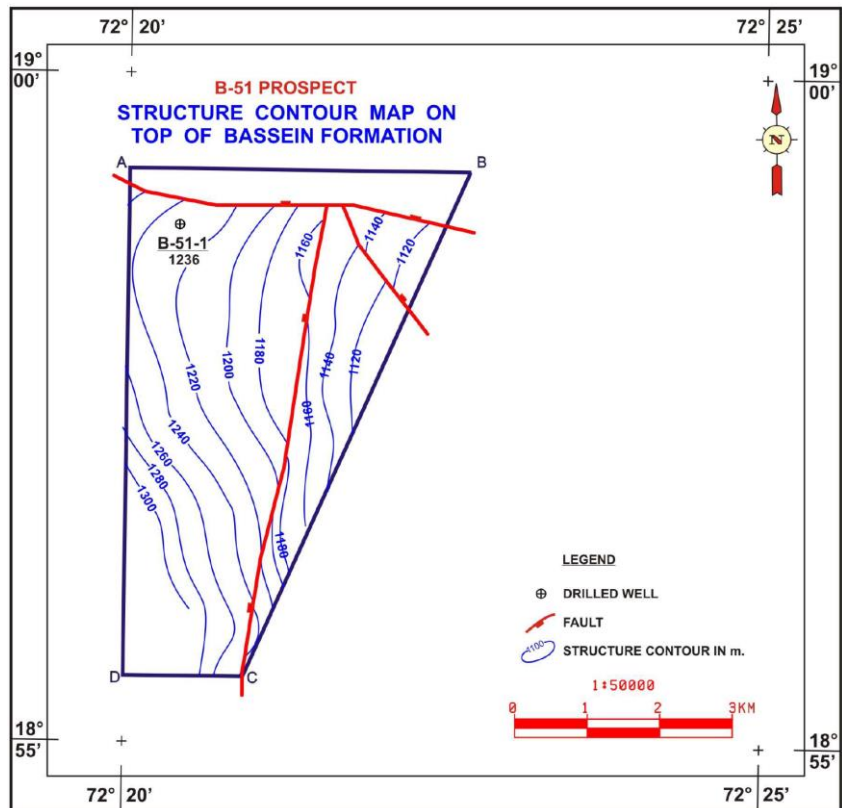 72° 20' 72° 25'
19° 00' 19° 00'
B-51 PROSPECT
STRUCTURE CONTOUR MAP ON
TOP OF BASSEIN FORMATION
N
A B
B-51-1
1236
1160 1140 1120
1180 1200 1140 1120
1220
1160
1240
1260
1280
1300
1180
LEGEND
DRILLED WELL
FAULT
1100 STRUCTURE CONTOUR IN m.
D C
1:50000
0 1 2 3KM
18° 55' 18° 55'
72° 20' 72° 25'